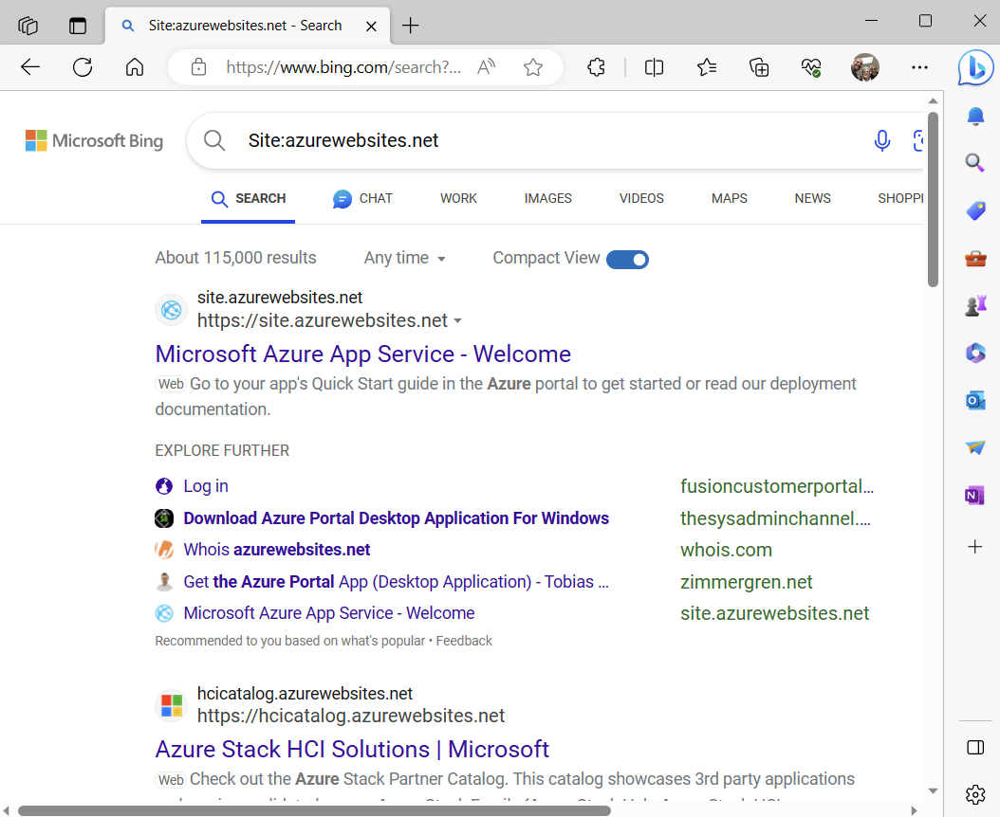 Site:azurewebsites.net - Search
https://www.bing.com/search?...
Microsoft Bing
Site:azurewebsites.net
SEARCH CHAT WORK IMAGES VIDEOS MAPS NEWS SHOPPI
About 115,000 results Any time Compact View
site.azurewebsites.net
https://site.azurewebsites.net
Microsoft Azure App Service - Welcome
Web Go to your app's Quick Start guide in the Azure portal to get started or read our deployment
documentation.
EXPLORE FURTHER
Log in fusioncustomerportal...
Download Azure Portal Desktop Application For Windows thesysadminchannel....
Whois azurewebsites.net whois.com
Get the Azure Portal App (Desktop Application) - Tobias ... zimmergren.net
Microsoft Azure App Service - Welcome site.azurewebsites.net
Recommended to you based on what's popular • Feedback
hcicatalog.azurewebsites.net
https://hcicatalog.azurewebsites.net
Azure Stack HCI Solutions | Microsoft
Web Check out the Azure Stack Partner Catalog. This catalog showcases 3rd party applications